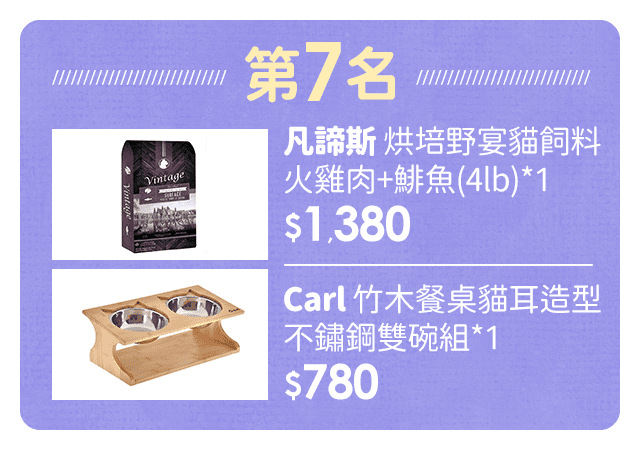 第7名
凡諦斯 烘培野宴貓飼料
火雞肉+鯡魚(4lb)*1
$1,380
Vintage
Vintage
Carl 竹木餐桌貓耳造型
不鏽鋼雙碗組*1
$780